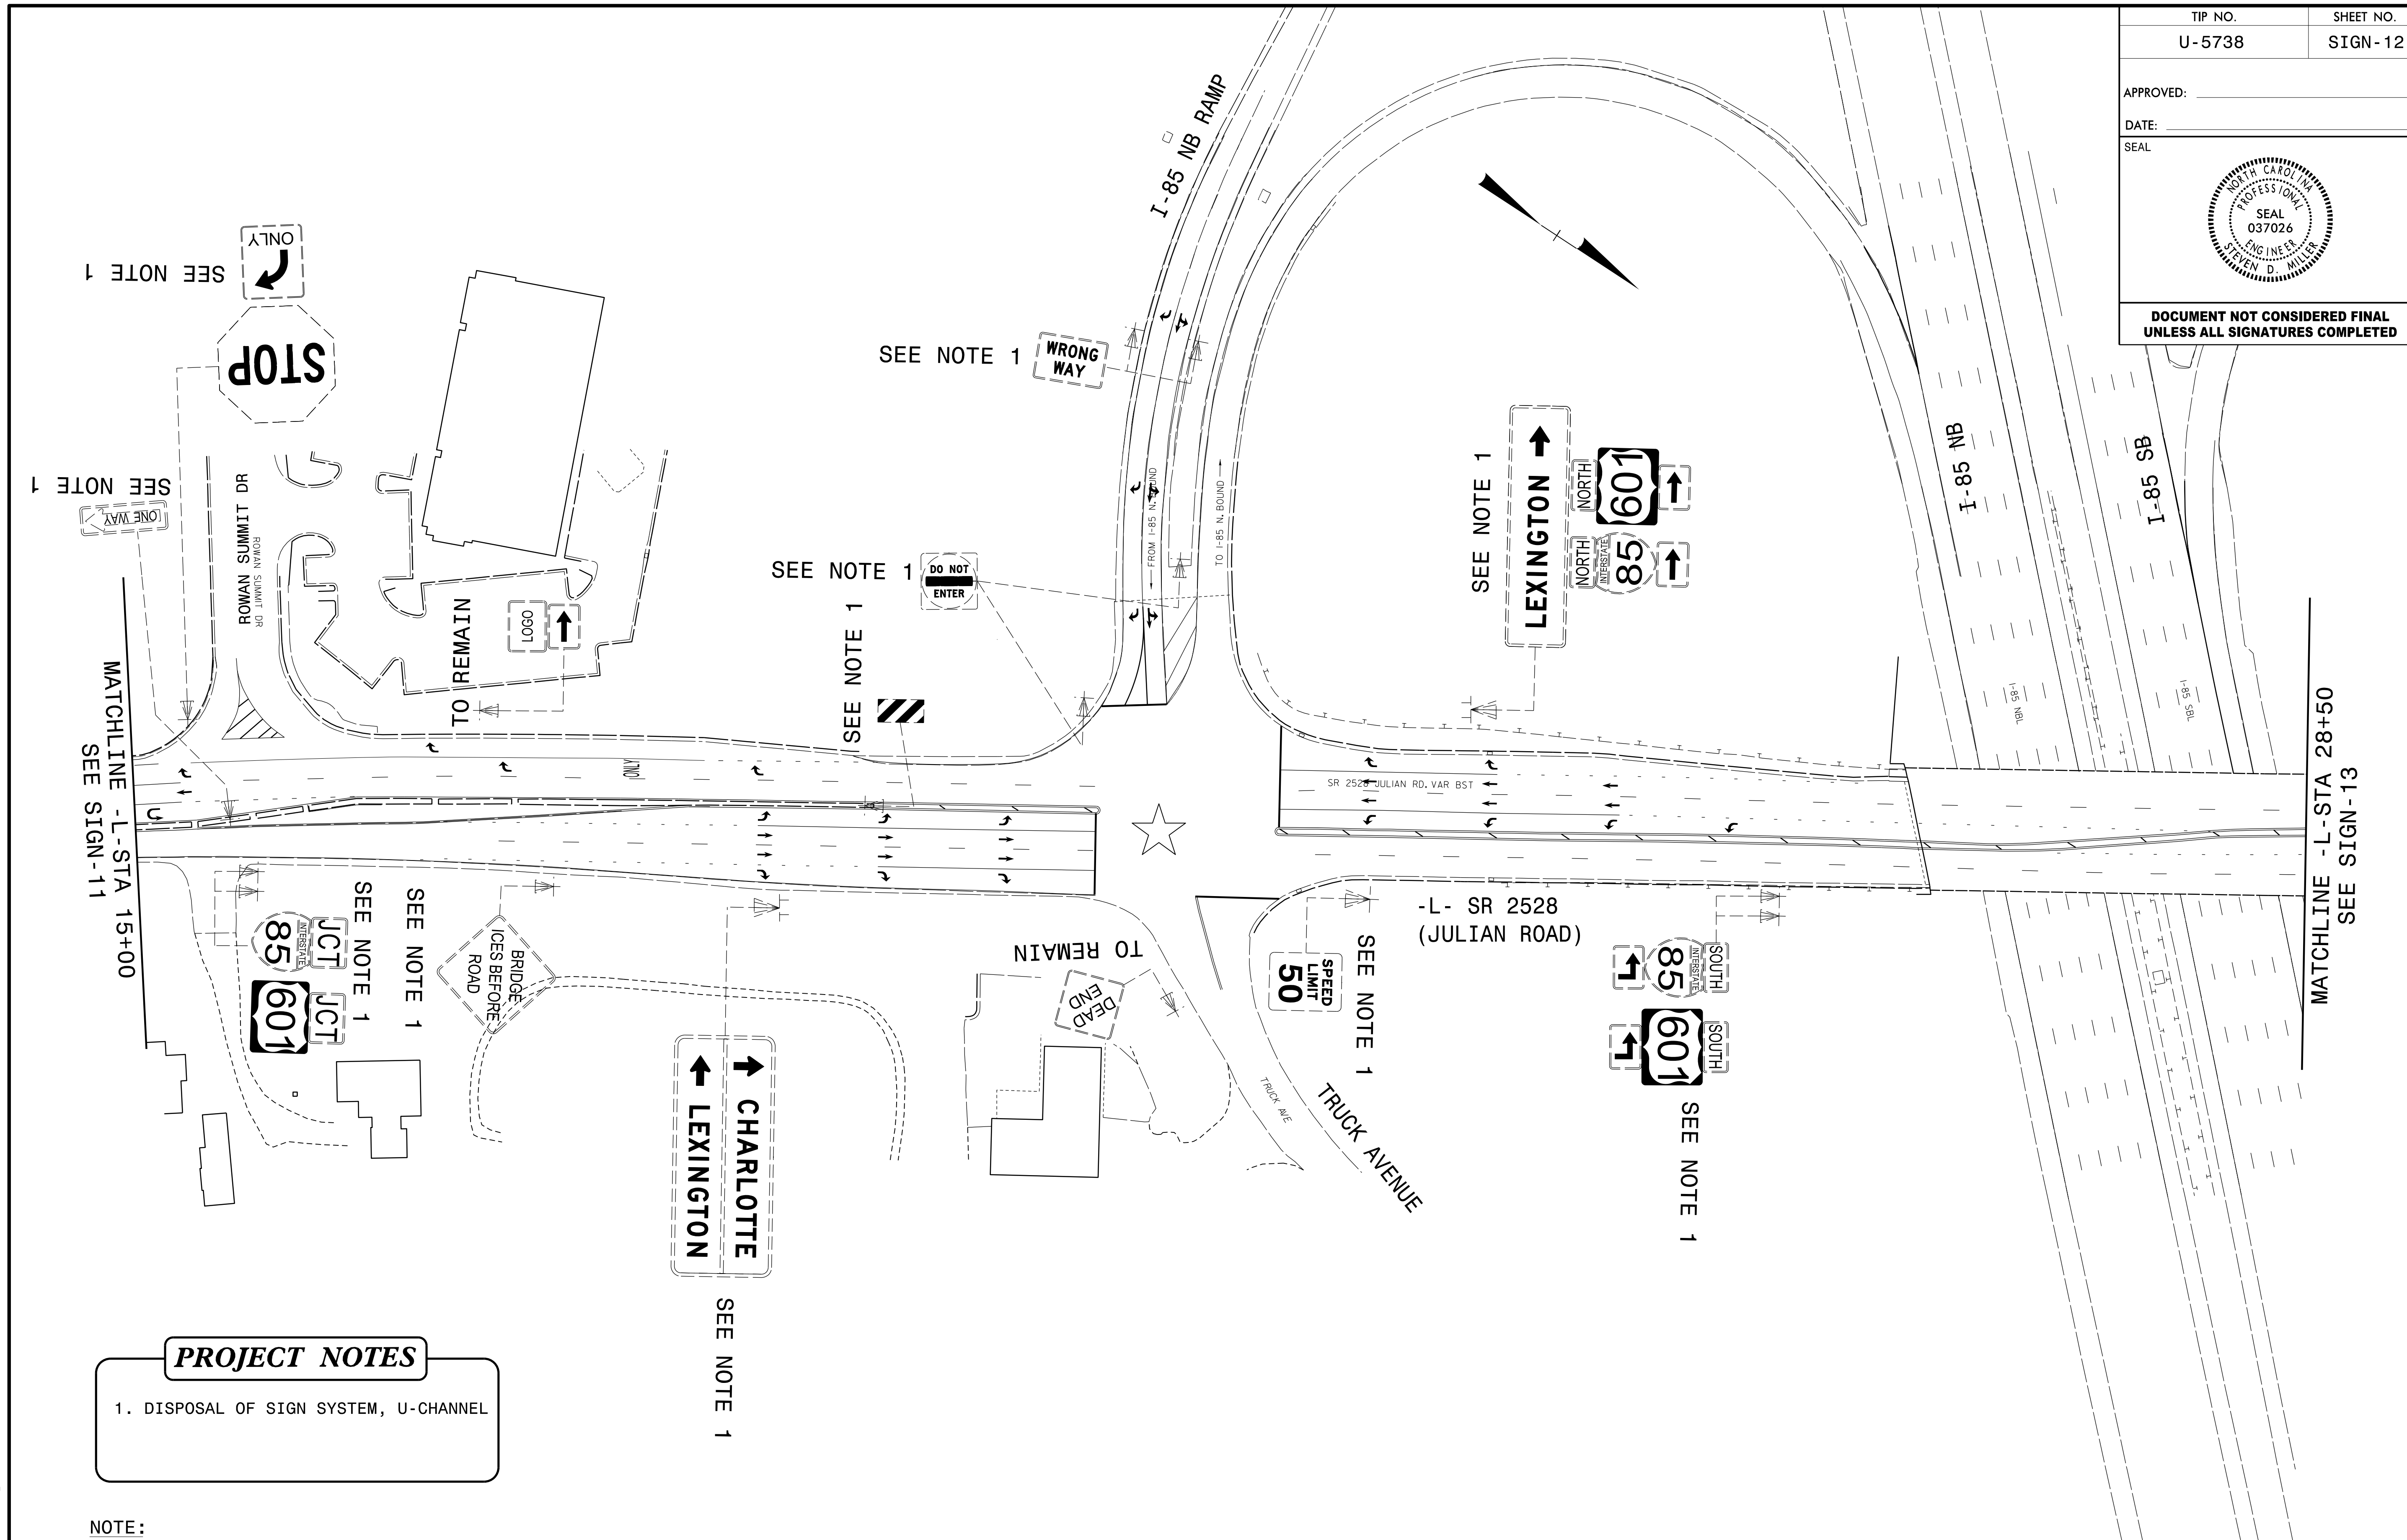 TIP NO.
SHEET NO.
U-5738
SIGN-12
APPROVED:
DATE:
SEAL
NORTH CAROLINA
PROFESSIONAL
SEAL
037026
ENGINEER
STEVEN D. MILLER
DOCUMENT NOT CONSIDERED FINAL
UNLESS ALL SIGNATURES COMPLETED
I-85 NB RAMP
SEE NOTE 1
ONLY
STOP
SEE NOTE 1
ONE WAY
ROWAN SUMMIT DR
ROWAN SUMMIT DR
SEE NOTE 1
WRONG
WAY
FROM I-85 N. BOUND
TO I-85 N. BOUND
SEE NOTE 1
DO NOT
ENTER
SEE NOTE 1
TO REMAIN
LOGO
SEE NOTE 1
LEXINGTON
NORTH
601
NORTH
INTERSTATE
85
I-85 NB
I-85 SB
I-85 NBL
I-85 SBL
MATCHLINE -L-STA 15+00
SEE SIGN-11
MATCHLINE -L-STA 28+50
SEE SIGN-13
ONLY
SR 2528 JULIAN RD. VAR BST
-L- SR 2528
(JULIAN ROAD)
JCT
INTERSTATE
85
JCT
601
SEE NOTE 1
SEE NOTE 1
BRIDGE
ICES BEFORE
ROAD
CHARLOTTE
LEXINGTON
SEE NOTE 1
TO REMAIN
DEAD
END
TRUCK AVE
TRUCK AVENUE
SPEED
LIMIT
50
SEE NOTE 1
SOUTH
INTERSTATE
85
SOUTH
601
SEE NOTE 1
PROJECT NOTES
1. DISPOSAL OF SIGN SYSTEM, U-CHANNEL
NOTE: